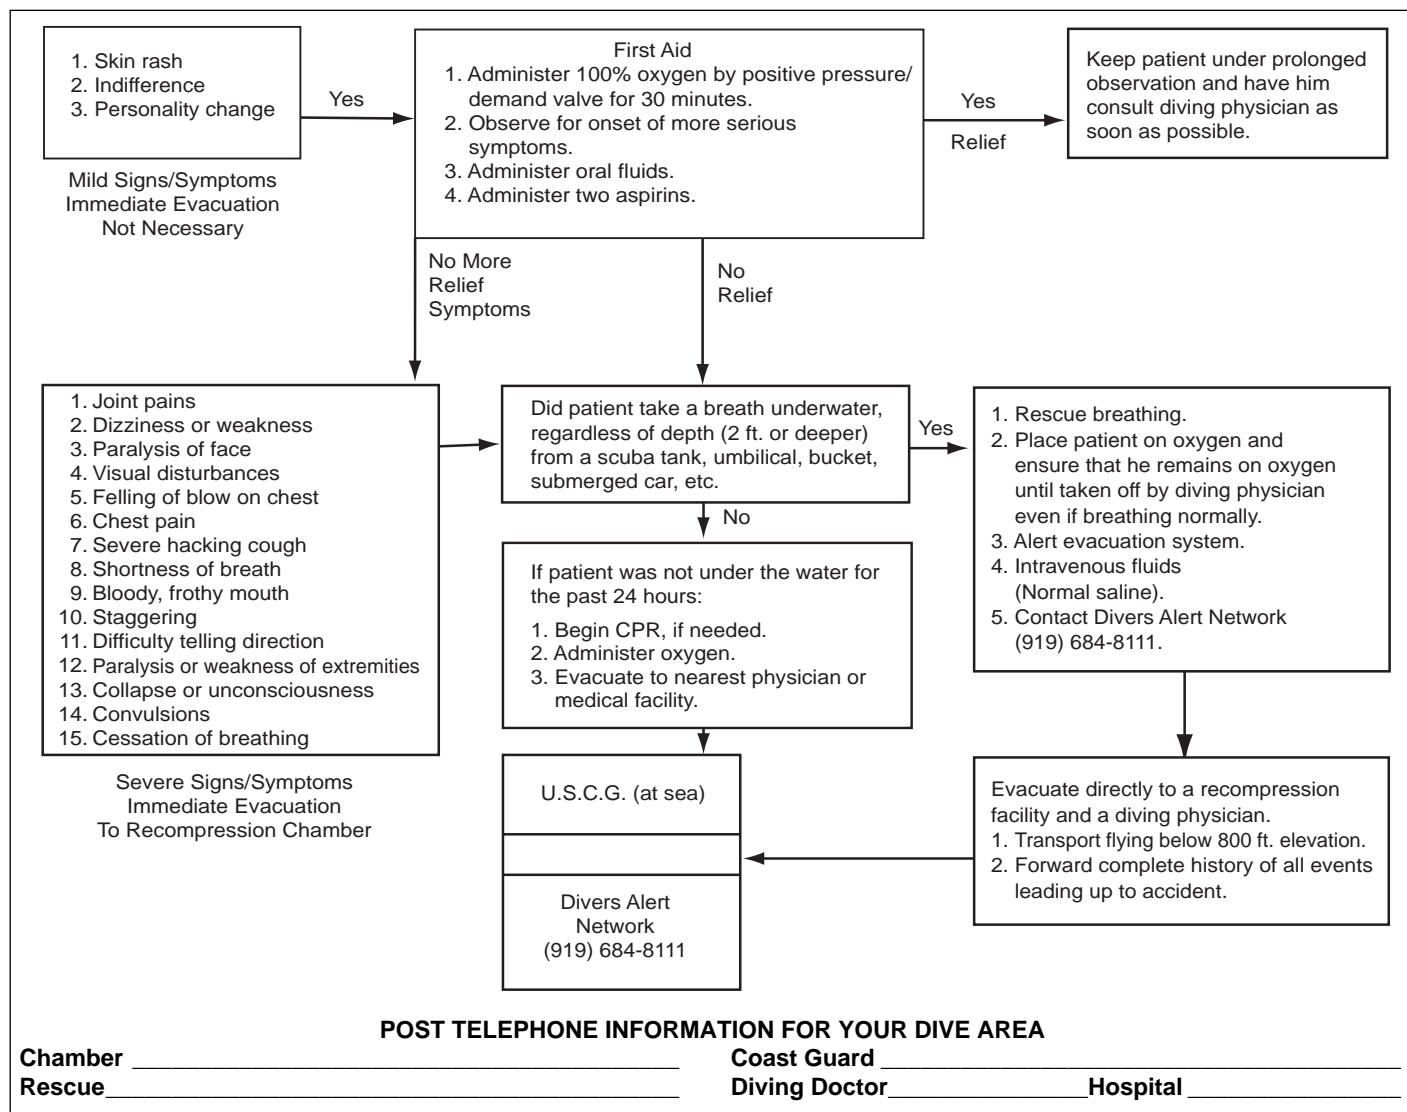 1. Skin rash
2. Indifference
3. Personality change
Mild Signs/Symptoms
Immediate Evacuation
Not Necessary
Yes
First Aid
1. Administer 100% oxygen by positive pressure/
demand valve for 30 minutes.
2. Observe for onset of more serious
symptoms.
3. Administer oral fluids.
4. Administer two aspirins.
Yes
Relief
Keep patient under prolonged
observation and have him
consult diving physician as
soon as possible.
No More
Relief
Symptoms
No
Relief
1. Joint pains
2. Dizziness or weakness
3. Paralysis of face
4. Visual disturbances
5. Felling of blow on chest
6. Chest pain
7. Severe hacking cough
8. Shortness of breath
9. Bloody, frothy mouth
10. Staggering
11. Difficulty telling direction
12. Paralysis or weakness of extremities
13. Collapse or unconsciousness
14. Convulsions
15. Cessation of breathing
Severe Signs/Symptoms
Immediate Evacuation
To Recompression Chamber
Did patient take a breath underwater,
regardless of depth (2 ft. or deeper)
from a scuba tank, umbilical, bucket,
submerged car, etc.
Yes
No
1. Rescue breathing.
2. Place patient on oxygen and
ensure that he remains on oxygen
until taken off by diving physician
even if breathing normally.
3. Alert evacuation system.
4. Intravenous fluids
(Normal saline).
5. Contact Divers Alert Network
(919) 684-8111.
If patient was not under the water for
the past 24 hours:
1. Begin CPR, if needed.
2. Administer oxygen.
3. Evacuate to nearest physician or
medical facility.
U.S.C.G. (at sea)
Divers Alert
Network
(919) 684-8111
Evacuate directly to a recompression
facility and a diving physician.
1. Transport flying below 800 ft. elevation.
2. Forward complete history of all events
leading up to accident.
POST TELEPHONE INFORMATION FOR YOUR DIVE AREA
Chamber ____ Coast Guard ____
Rescue____ Diving Doctor____Hospital ____